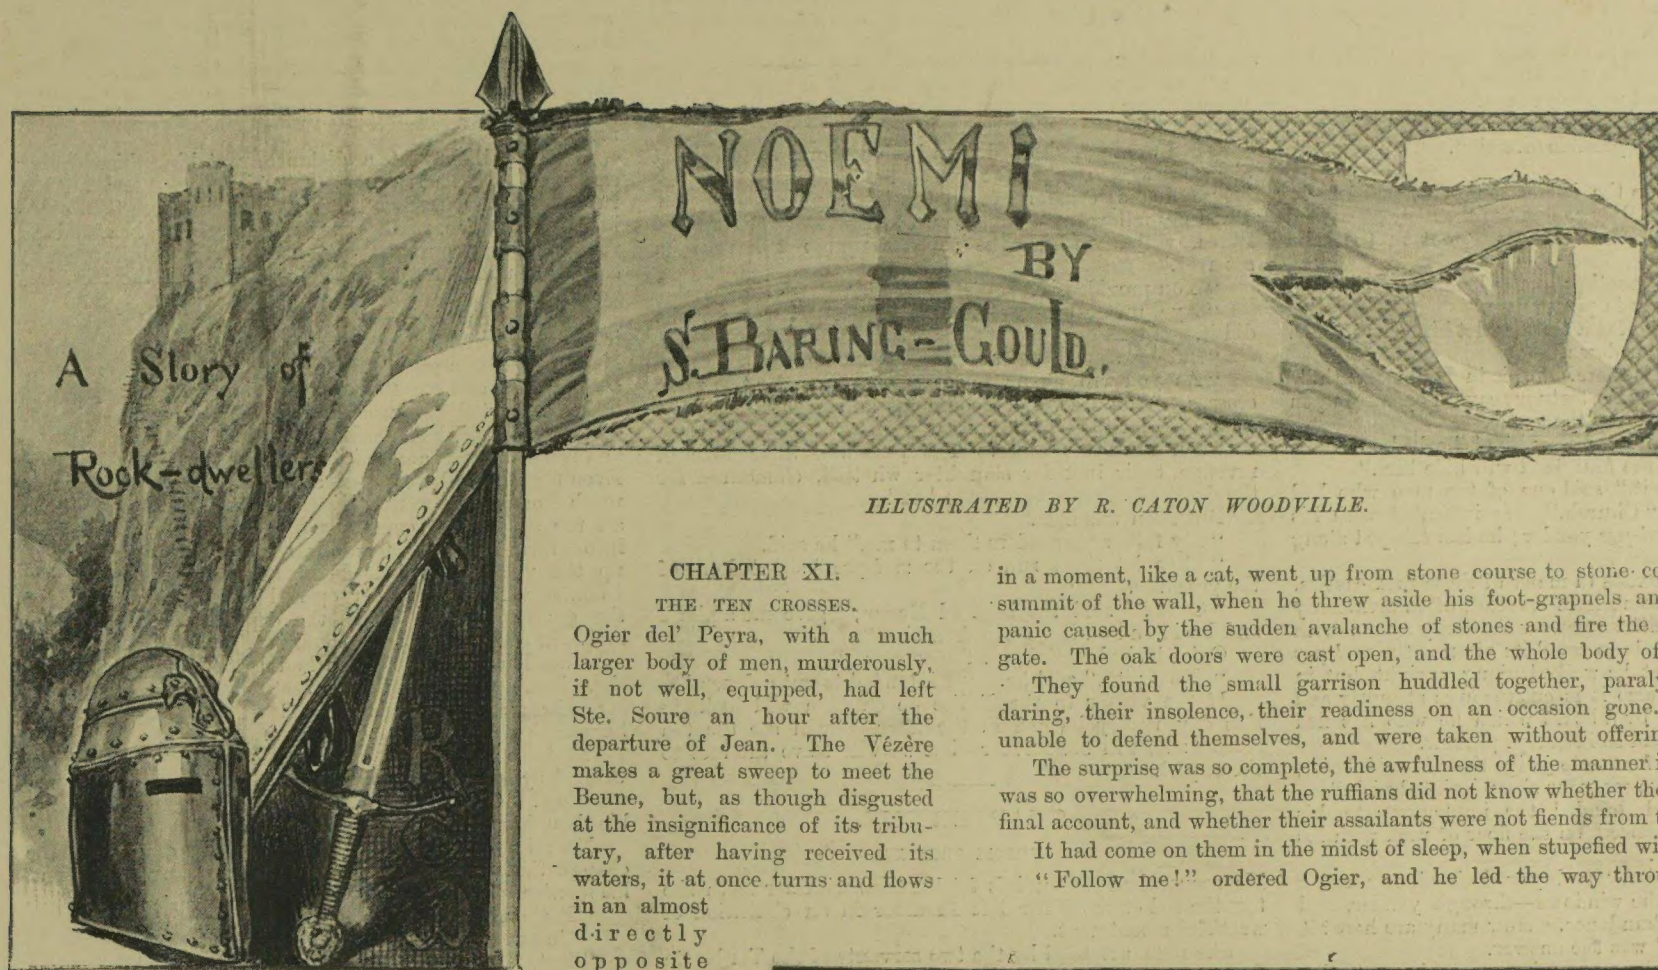 NOÉMI
BY
S. BARING-GOULD.
A Story of
Rock-dwellers
ILLUSTRATED BY R. CATON WOODVILLE.
CHAPTER XI.
THE TEN CROSSES.
Ogier del' Peyra, with a much
larger body of men, murderously,
if not well, equipped, had left
Ste. Soure an hour after the
departure of Jean. The Vézère
makes a great sweep to meet the
Beune, but, as though disgusted
at the insignificance of its tribu-
tary, after having received its
waters, it at once turns and flows
in an almost
directly
opposite
in a moment, like a cat, went up from stone course to stone co
summit of the wall, when he threw aside his foot-grapnels an
panic caused by the sudden avalanche of stones and fire the
gate. The oak doors were cast open, and the whole body of
They found the small garrison huddled together, paraly
daring, their insolence, their readiness on an occasion gone.
unable to defend themselves, and were taken without offerin
The surprise was so complete, the awfulness of the manner i
was so overwhelming, that the ruffians did not know whether the
final account, and whether their assailants were not fiends from t
It had come on them in the midst of sleep, when stupefied wi
"Follow me!" ordered Ogier, and he led the way throu